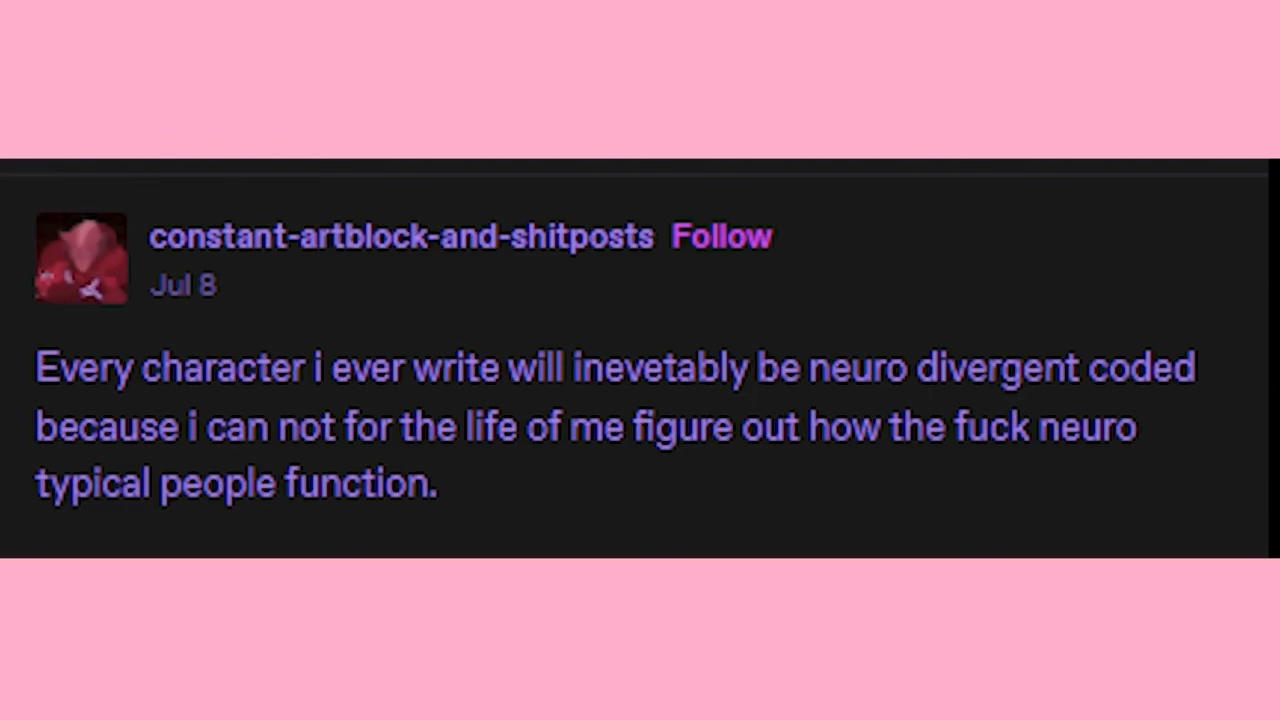 constant-artblock-and-shitposts Follow
Jul 8
Every character i ever write will inevetably be neuro divergent coded
because i can not for the life of me figure out how the fuck neuro
typical people function.